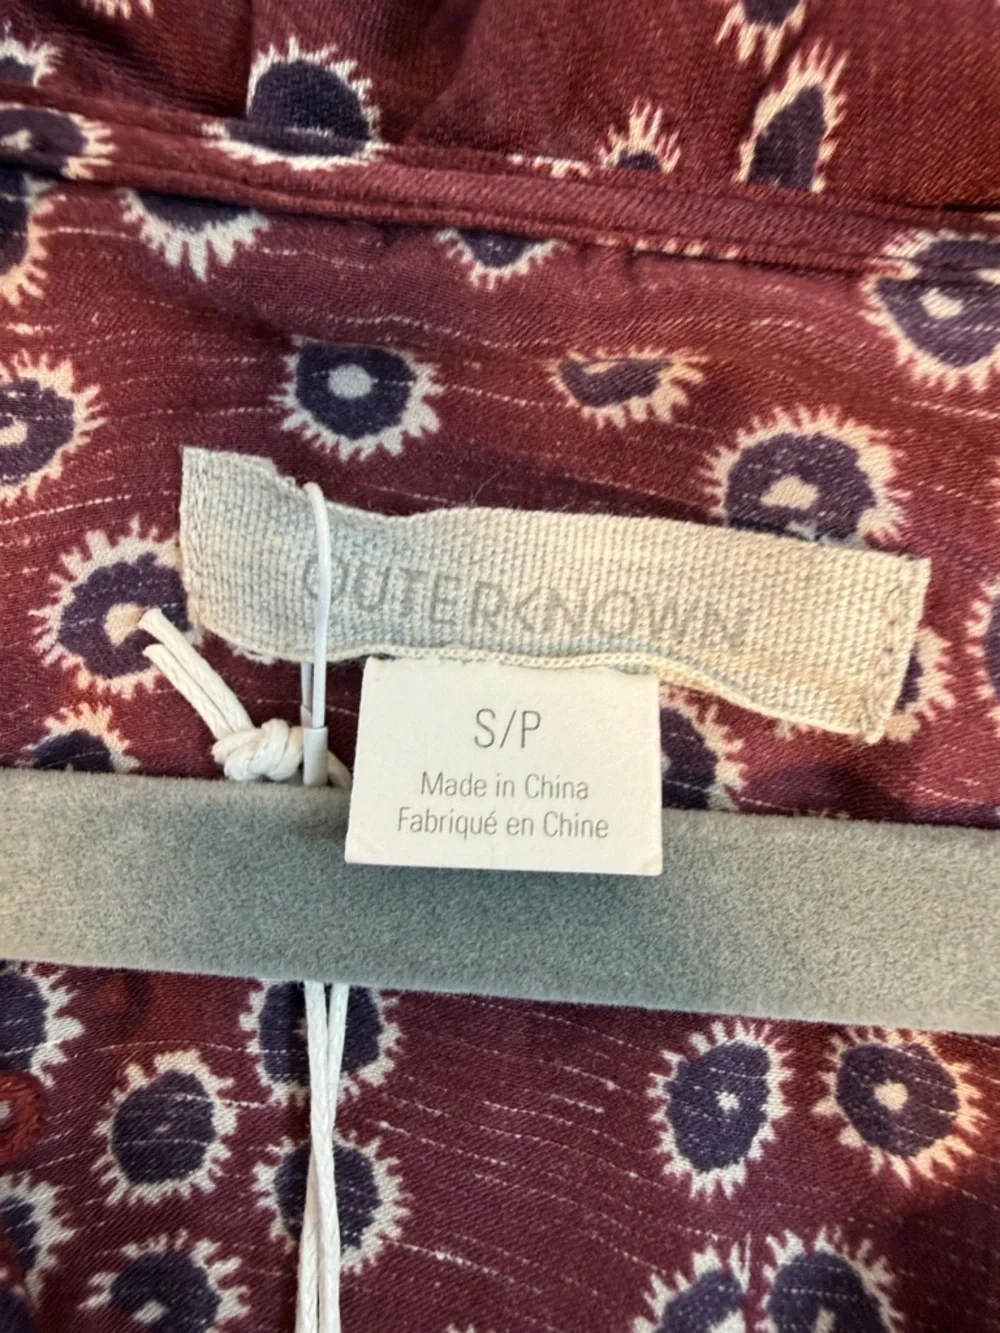 OUTERKNOWN
S/P
Made in China
Fabriqué en Chine